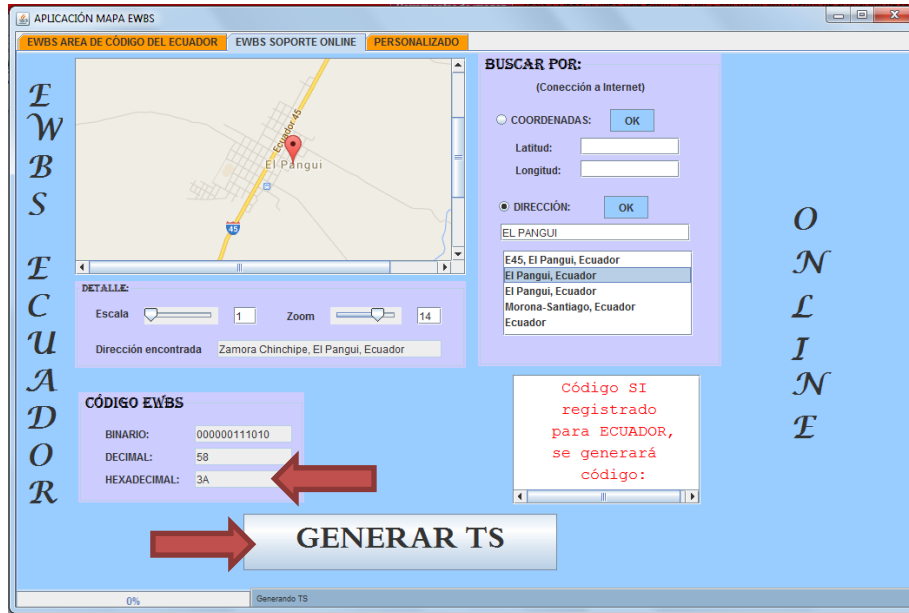 APLICACIÓN MAPA EWBS
EWBS AREA DE CÓDIGO DEL ECUADOR
EWBS SOPORTE ONLINE
PERSONALIZADO
EWBS ECUADOR
Ecuador 45
El Pangui
45
DETALLE:
Escala
1
Zoom
14
Dirección encontrada
Zamora Chinchipe, El Pangui, Ecuador
CÓDIGO EWBS
BINARIO:
000000111010
DECIMAL:
58
HEXADECIMAL:
3A
BUSCAR POR:
(Conección a Internet)
COORDENADAS:
OK
Latitud:
Longitud:
DIRECCIÓN:
OK
EL PANGUI
E45, El Pangui, Ecuador
El Pangui, Ecuador
El Pangui, Ecuador
Morona-Santiago, Ecuador
Ecuador
Código SI
registrado
para ECUADOR,
se generará
código:
ONLINE
GENERAR TS
0%
Generando TS